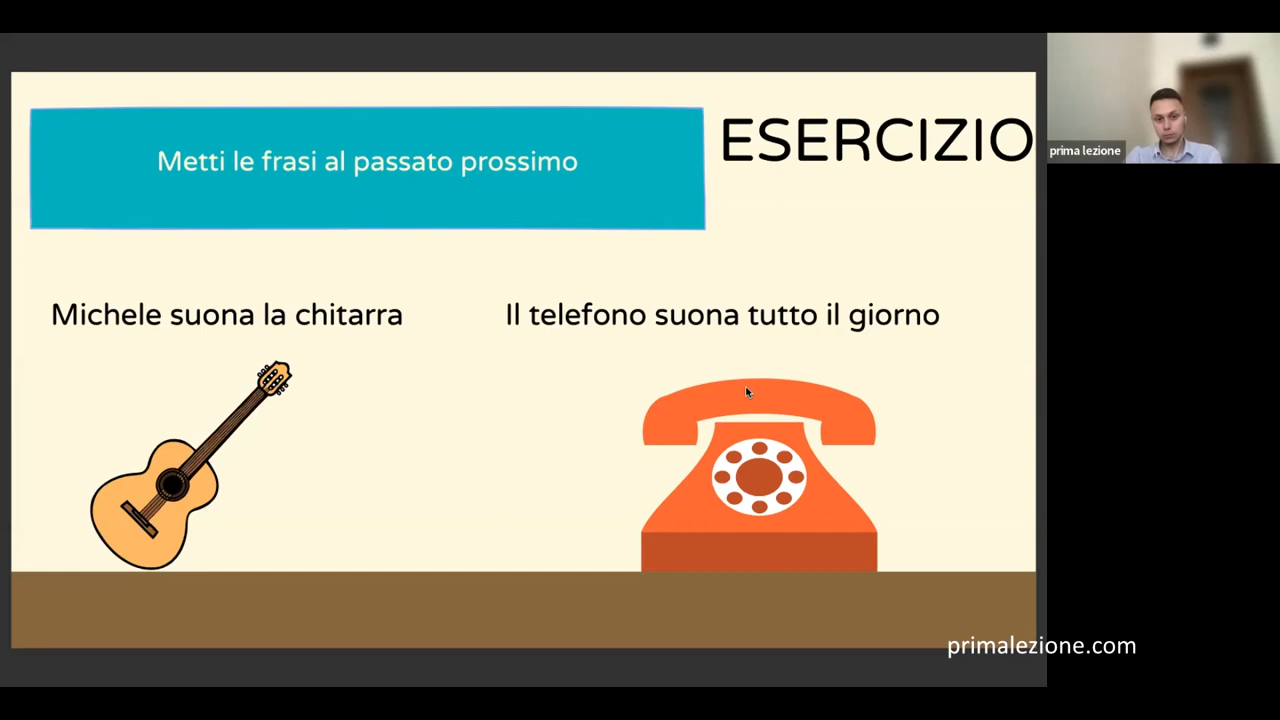 Metti le frasi al passato prossimo
ESERCIZIO
Michele suona la chitarra
Il telefono suona tutto il giorno
prima lezione
primalezione.com